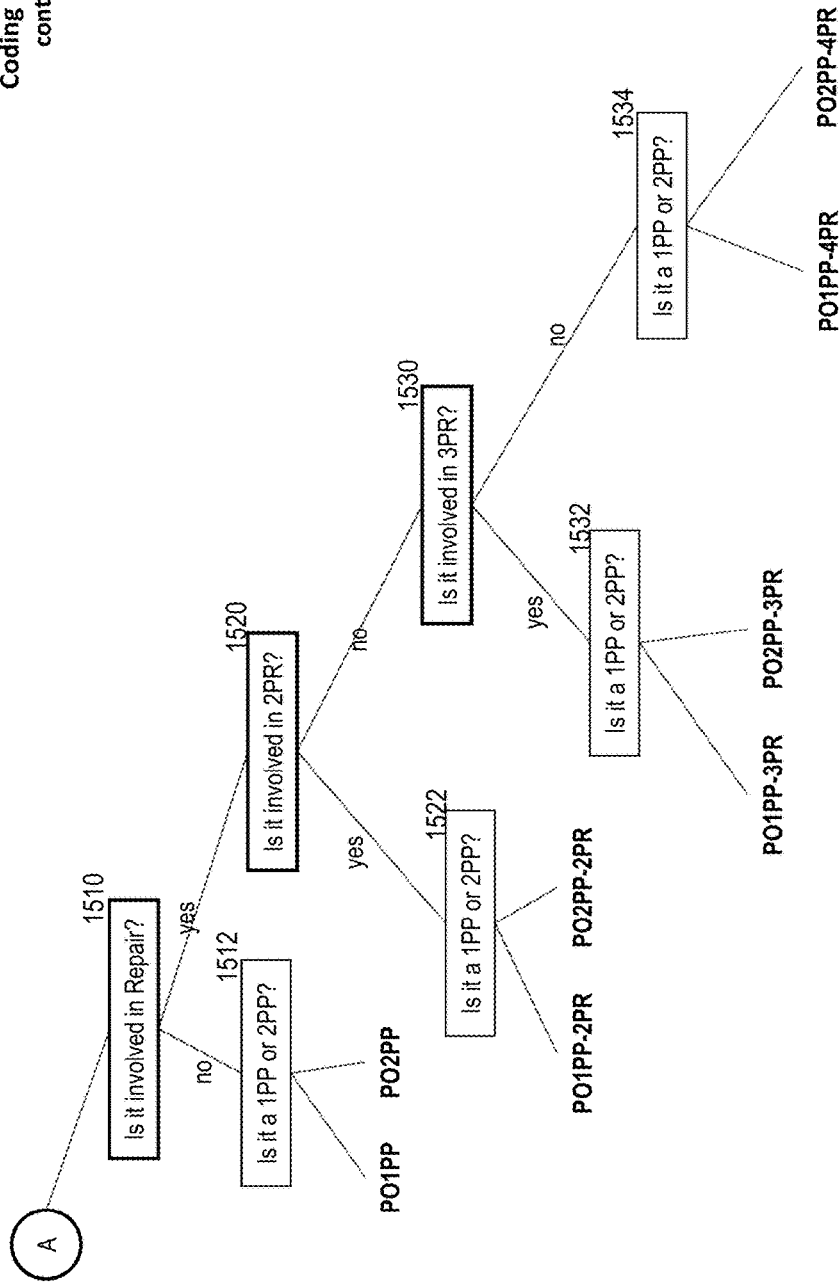 Coding
cont
A
1510
Is it involved in Repair?
no
yes
1512
Is it a 1PP or 2PP?
PO1PP
PO2PP
1520
Is it involved in 2PR?
yes
no
1522
Is it a 1PP or 2PP?
PO1PP-2PR
PO2PP-2PR
1530
Is it involved in 3PR?
yes
no
1532
Is it a 1PP or 2PP?
PO1PP-3PR
PO2PP-3PR
1534
Is it a 1PP or 2PP?
PO1PP-4PR
PO2PP-4PR